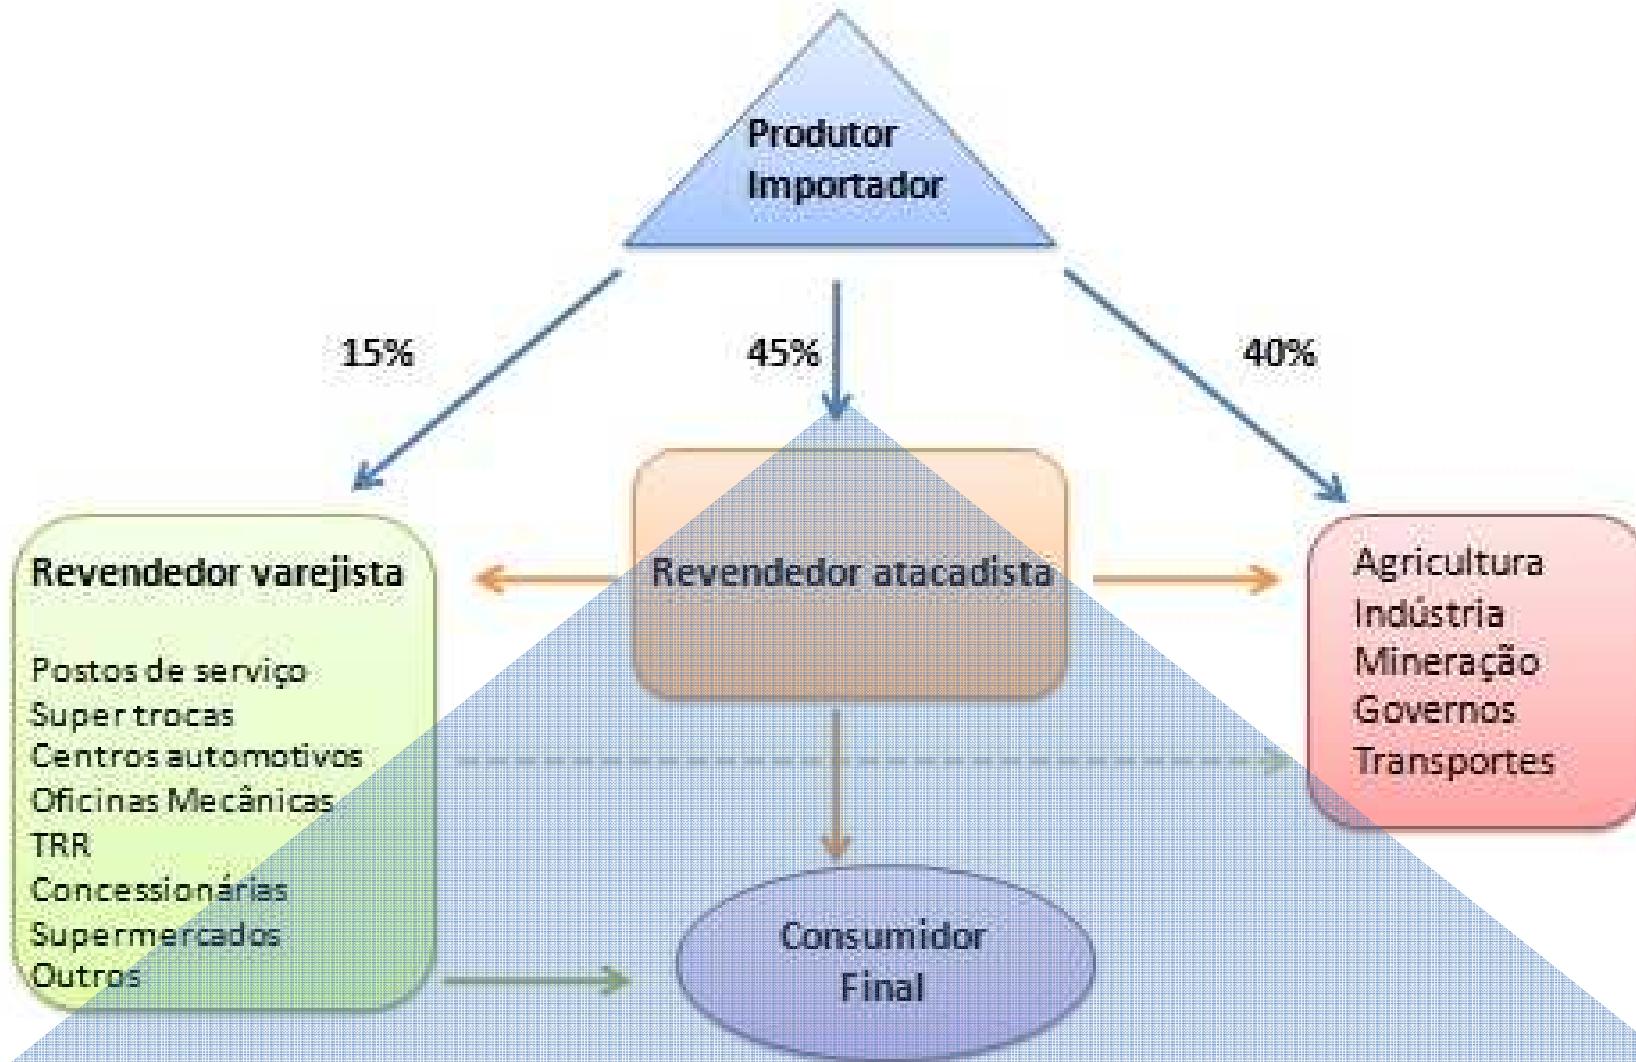 Produtor
Importador
15%
45%
40%
Revendedor varejista
Postos de serviço
Super trocas
Centros automotivos
Oficinas Mecânicas
TRR
Concessionárias
Supermercados
Outros
Revendedor atacadista
Agricultura
Indústria
Mineração
Governos
Transportes
Consumidor
Final